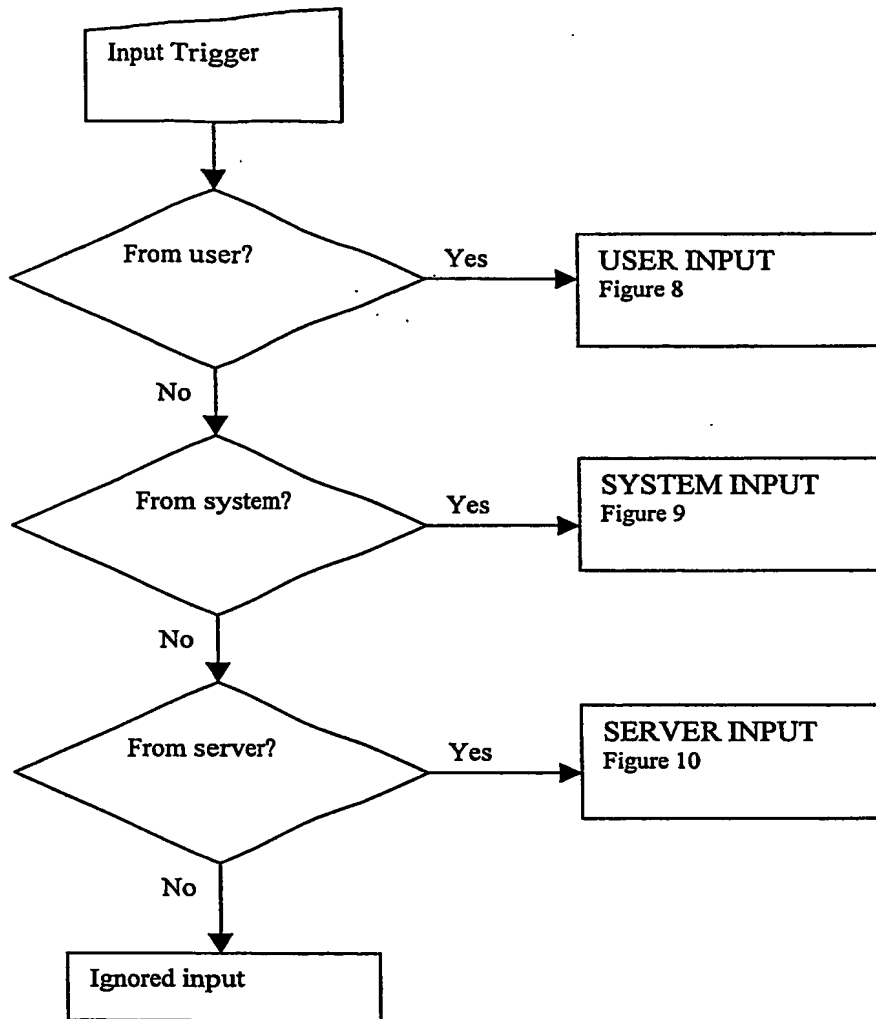 Input Trigger
From user?
Yes
USER INPUT
Figure 8
No
From system?
Yes
SYSTEM INPUT
Figure 9
No
From server?
Yes
SERVER INPUT
Figure 10
No
Ignored input